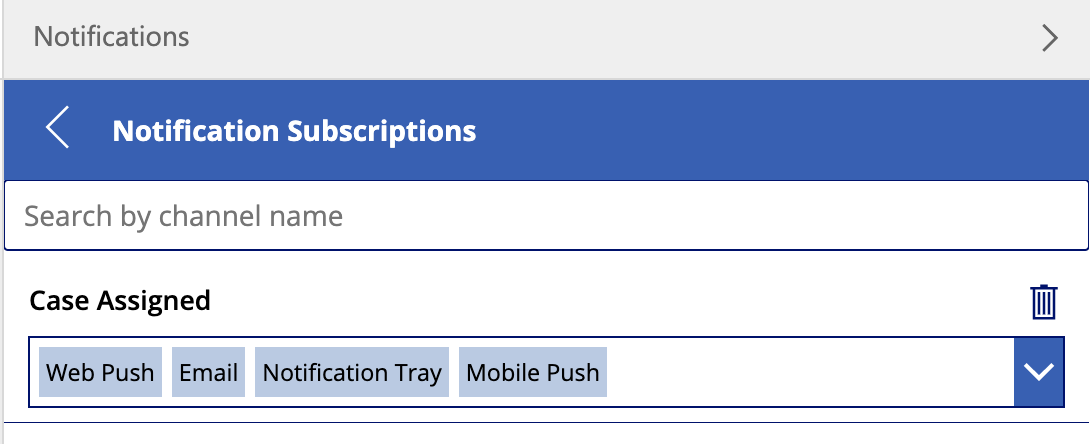 Notifications
Notification Subscriptions
Search by channel name
Case Assigned
Web Push Email Notification Tray Mobile Push